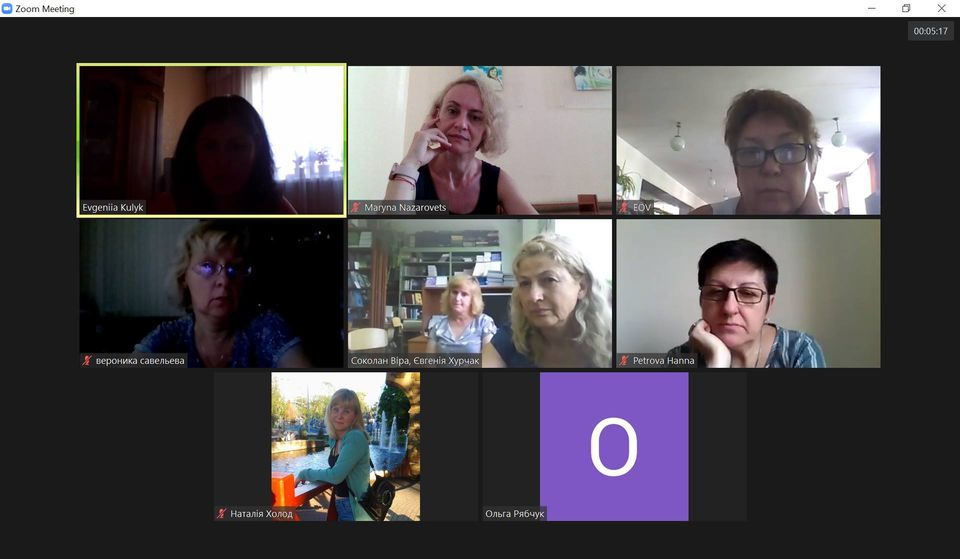 Zoom Meeting
00:05:17
Evgeniia Kulyk
Maryna Nazarovets
EOV
вероника савельева
Соколан Віра, Євгенія Хурчак
Petrova Hanna
Наталія Холод
О
Ольга Рябчук